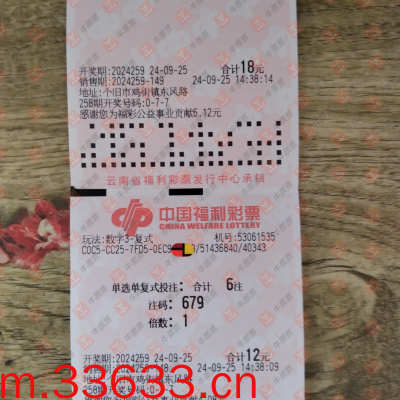 开奖期:2024259 24-09-25 合计18元
销售期:2024259-149 24-09-25 14:38:14
地址:个旧市鸡街镇东风路
258期开奖号码:0-7-7
感谢您为福彩公益事业贡献5.12元
云南省福利彩票发行中心承销
中国福利彩票
CHINA WELFARE LOTTERY
玩法:数字3-复式 机号:53061535
/51436840/40343
单选单复式投注: 合计 6注
注码: 679
倍数: 1
开奖期:2024259 24-09-25 合计12元
14:38:09
m.33633.cn